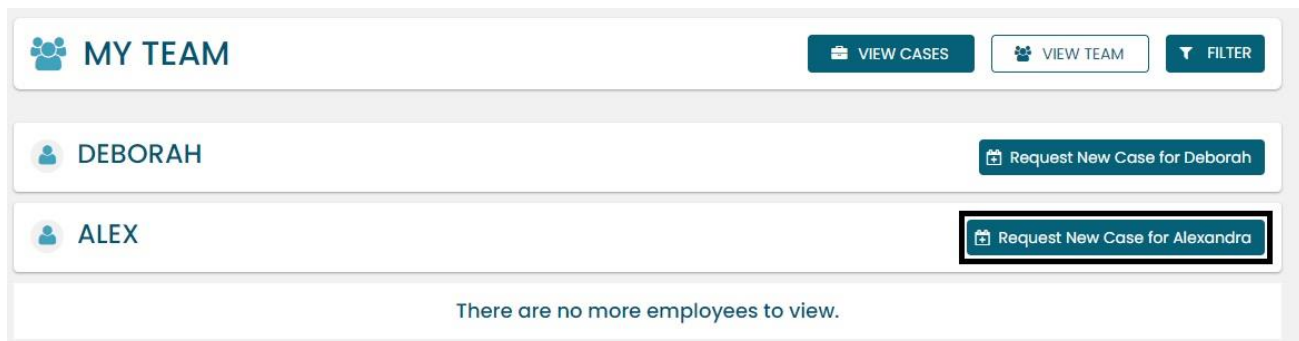 MY TEAM
VIEW CASES
VIEW TEAM
FILTER
DEBORAH
Request New Case for Deborah
ALEX
Request New Case for Alexandra
There are no more employees to view.